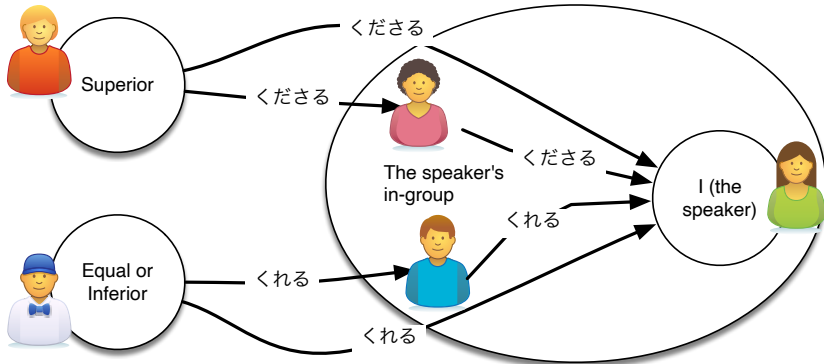 くださる
Superior
くださる
くださる
The speaker's
in-group
I (the
speaker)
くれる
Equal or
Inferior
くれる
くれる